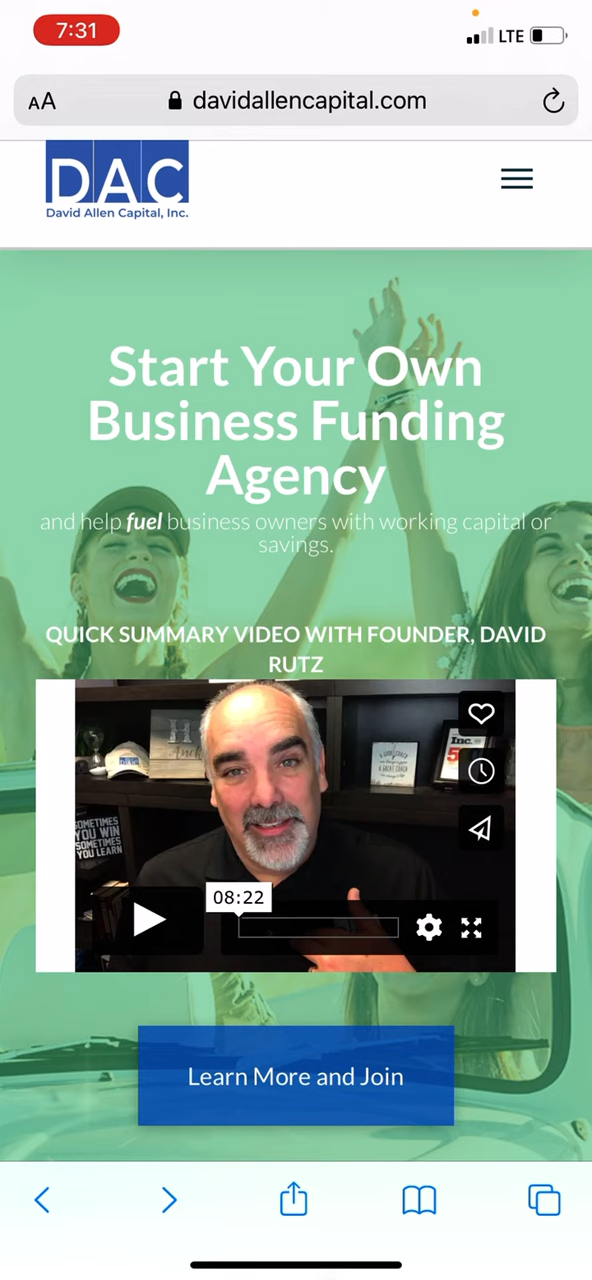 7:31
LTE
AA
davidallencapital.com
DAC
David Allen Capital, Inc.
Start Your Own
Business Funding
Agency
and help fuel business owners with working capital or
savings.
QUICK SUMMARY VIDEO WITH FOUNDER, DAVID
RUTZ
Inc.
5
SOMETIMES
YOU WIN
SOMETIMES
YOU LEARN
08:22
Learn More and Join